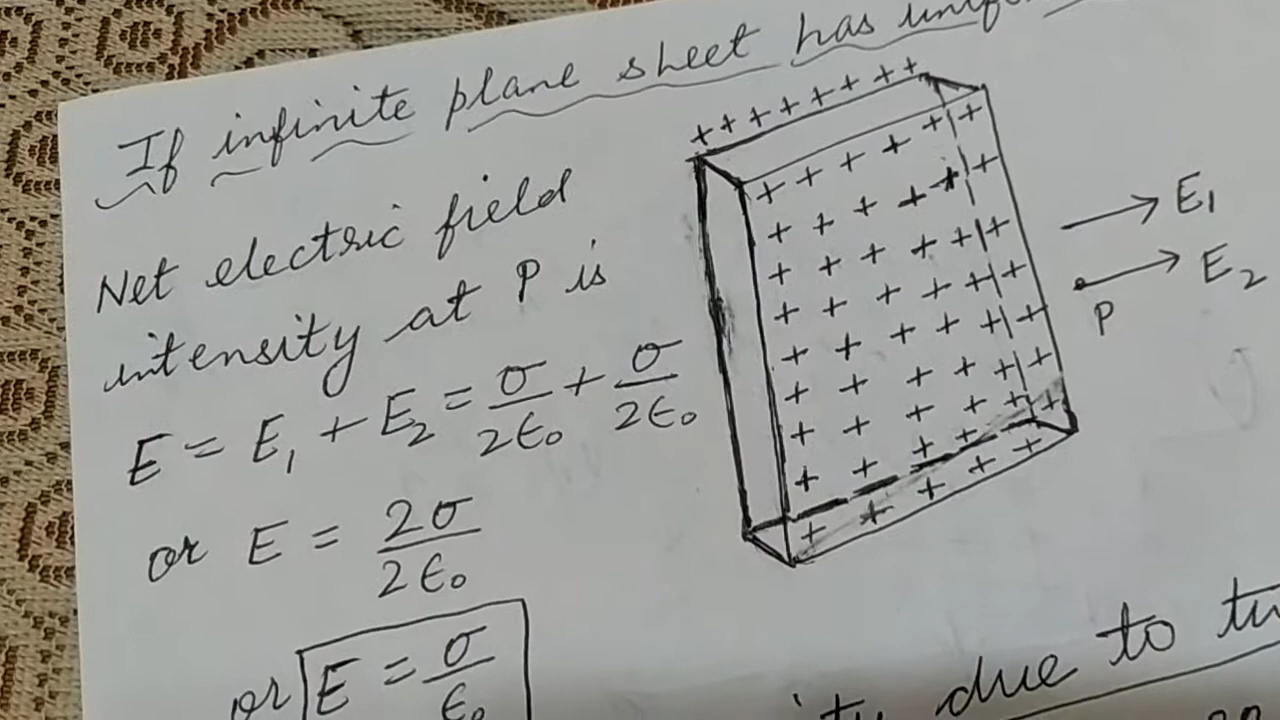 If infinite plane sheet has
Net electric field
intensity at P is
E = E₁ + E₂ = σ/2ϵ₀ + σ/2ϵ₀
or E = 2σ/2ϵ₀
or E = σ/ϵ₀
+ + + + + + + +
+ + + + + +
+ + + + + +
+ + + + + +
+ + + + + +
+ + + + + +
+ + + + + +
+ + + + + +
+ + + + + +
+ + + + +
+ + + + +
E₁
E₂
P
due to